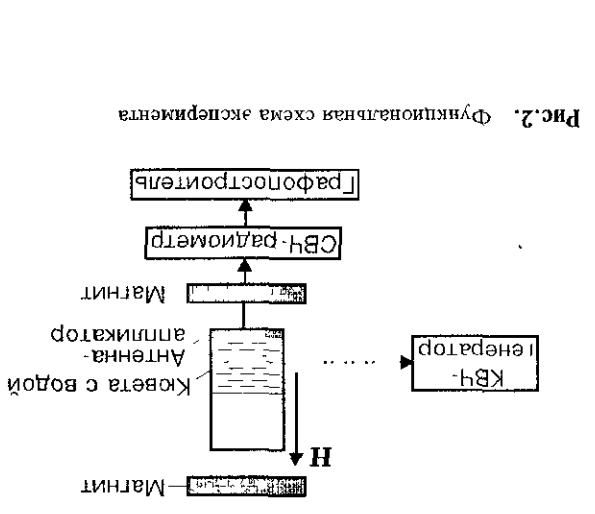 Магнит
H
КВЧ-
генератор
Кювета с водой
Антенна-
аппликатор
Магнит
СВЧ-радиометр
Графопостроитель
Рис.2. Функциональная схема эксперимента